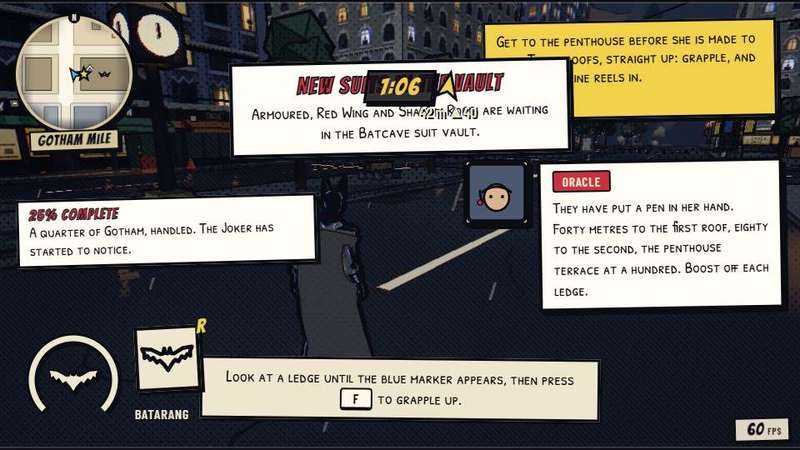 Get to the penthouse before she is made to
roofs, straight up: grapple, and
line reels in.
New Sui Vault
1:06
Armoured, Red Wing and are waiting
in the Batcave suit vault.
Gotham Mile
Oracle
They have put a pen in her hand.
Forty metres to the first roof, eighty
to the second, the penthouse
terrace at a hundred. Boost off each
ledge.
25% Complete
A quarter of Gotham, handled. The Joker has
started to notice.
R
Batarang
Look at a ledge until the blue marker appears, then press
F to grapple up.
60 FPS